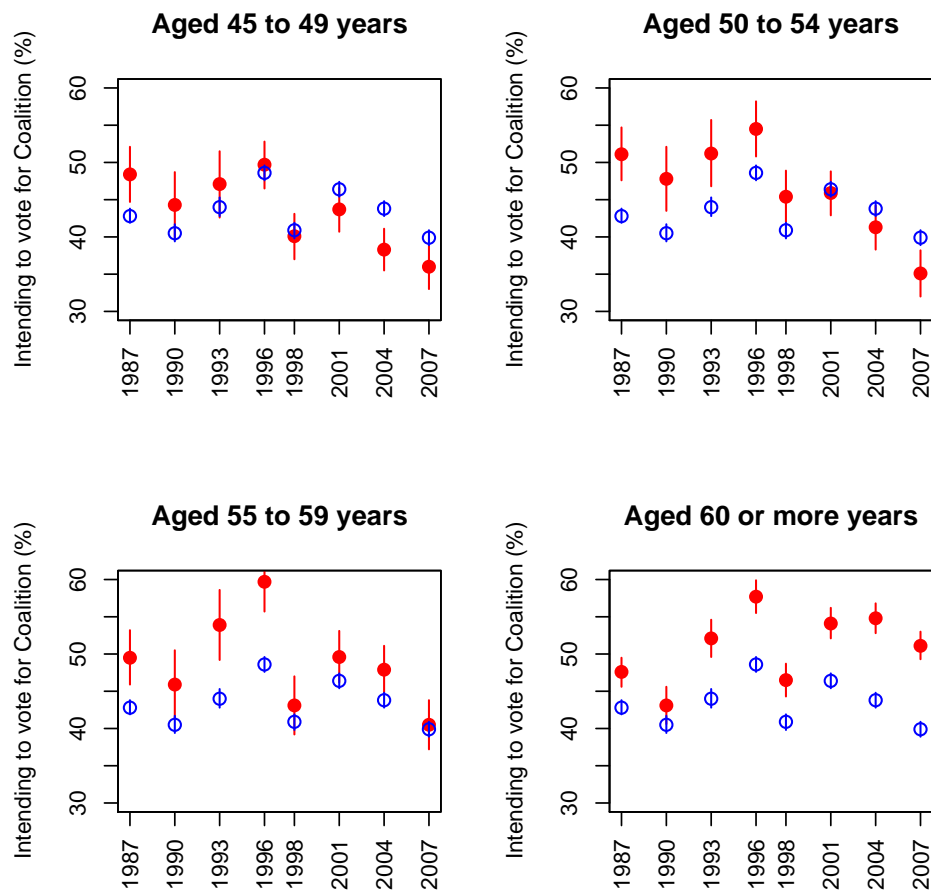 Aged 45 to 49 years
Intending to vote for Coalition (%)
60
50
40
30
1987 1990 1993 1996 1998 2001 2004 2007
Aged 50 to 54 years
Intending to vote for Coalition (%)
60
50
40
30
1987 1990 1993 1996 1998 2001 2004 2007
Aged 55 to 59 years
Intending to vote for Coalition (%)
60
50
40
30
1987 1990 1993 1996 1998 2001 2004 2007
Aged 60 or more years
Intending to vote for Coalition (%)
60
50
40
30
1987 1990 1993 1996 1998 2001 2004 2007